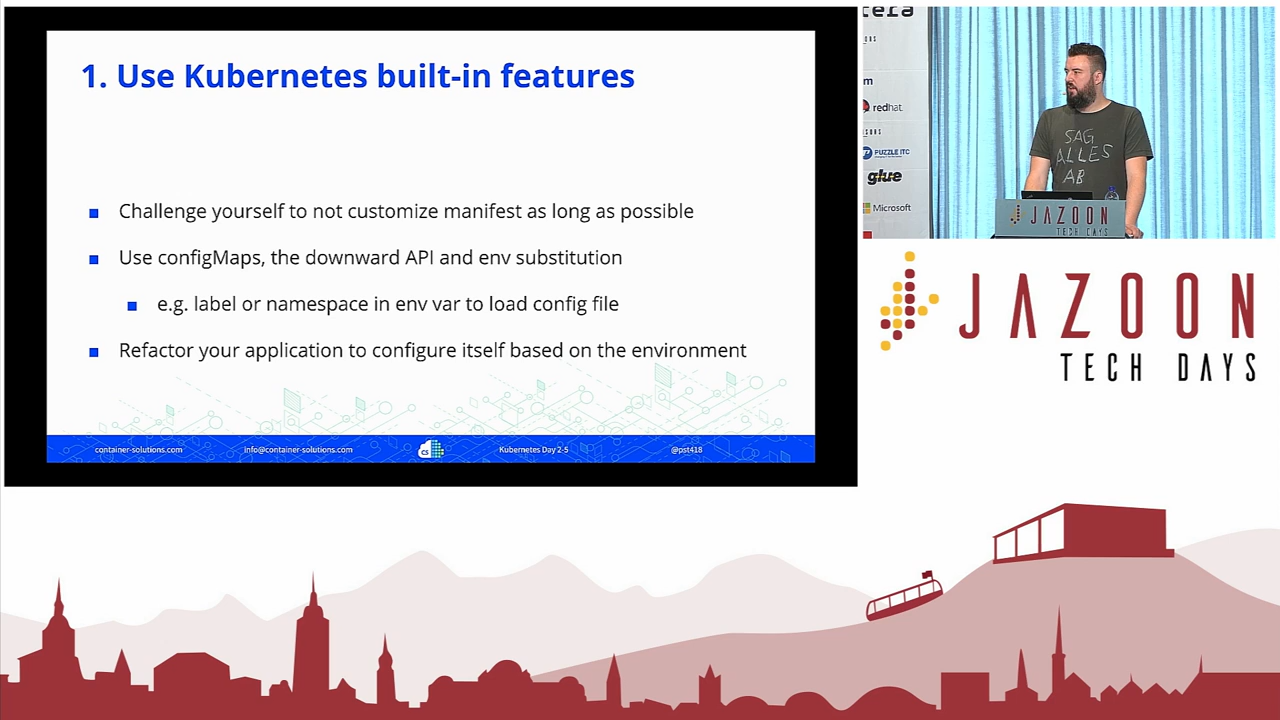 1. Use Kubernetes built-in features
Challenge yourself to not customize manifest as long as possible
Use configMaps, the downward API and env substitution
e.g. label or namespace in env var to load config file
Refactor your application to configure itself based on the environment
container-solutions.com
info@container-solutions.com
cs
Kubernetes Day 2-5
@pst418
redhat.
PUZZLE ITC
glue
Microsoft
SAG
ALLES
AB
JAZOON
TECH DAYS
JAZOON
TECH DAYS